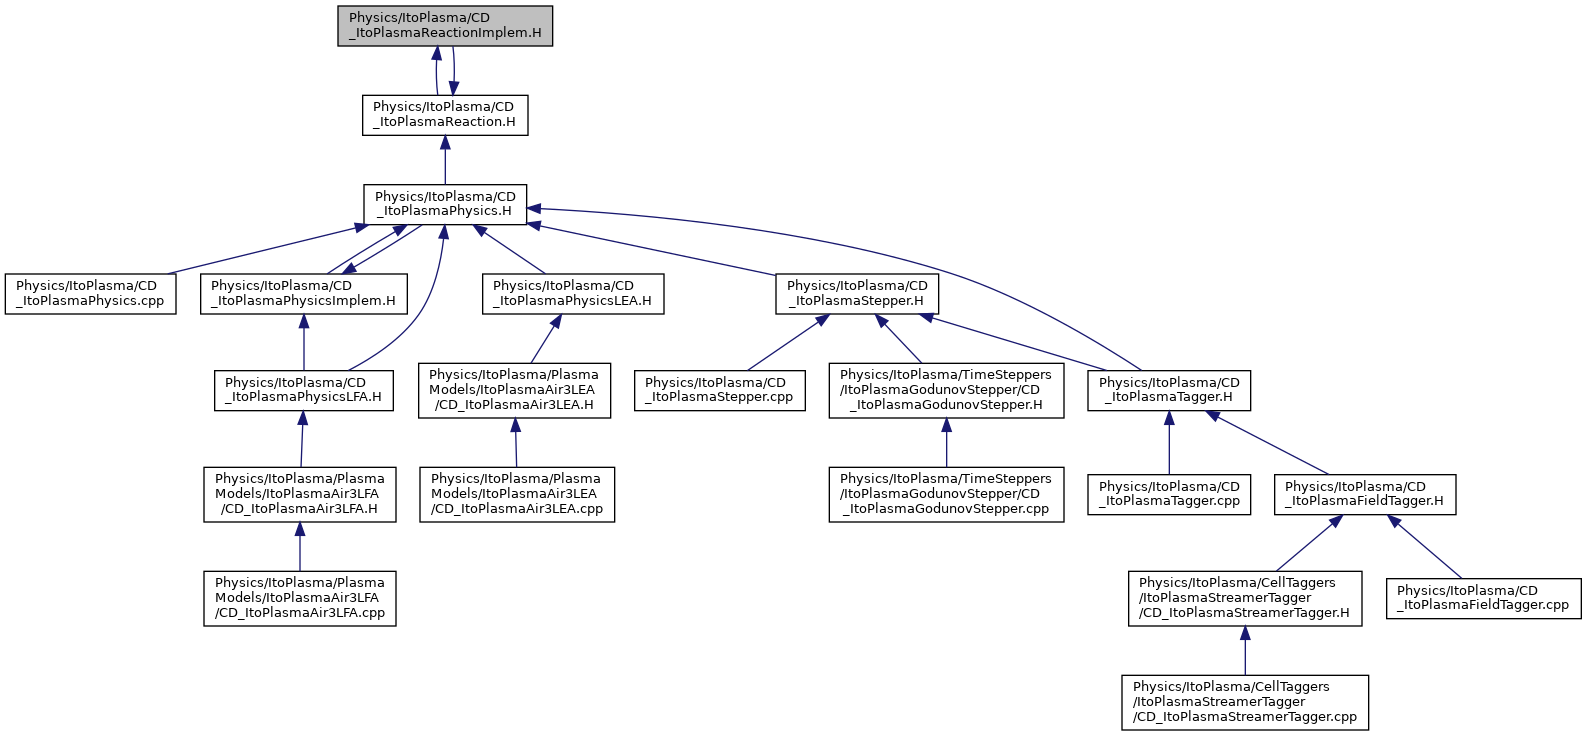 Physics/ItoPlasma/CD
_ItoPlasmaReactionImplem.H
Physics/ItoPlasma/CD
_ItoPlasmaReaction.H
Physics/ItoPlasma/CD
_ItoPlasmaPhysics.H
Physics/ItoPlasma/CD
_ItoPlasmaPhysics.cpp
Physics/ItoPlasma/CD
_ItoPlasmaPhysicsImplem.H
Physics/ItoPlasma/CD
_ItoPlasmaPhysicsLEA.H
Physics/ItoPlasma/CD
_ItoPlasmaStepper.H
Physics/ItoPlasma/CD
_ItoPlasmaPhysicsLFA.H
Physics/ItoPlasma/Plasma
Models/ItoPlasmaAir3LEA
/CD_ItoPlasmaAir3LEA.H
Physics/ItoPlasma/CD
_ItoPlasmaStepper.cpp
Physics/ItoPlasma/TimeSteppers
/ItoPlasmaGodunovStepper/CD
_ItoPlasmaGodunovStepper.H
Physics/ItoPlasma/CD
_ItoPlasmaTagger.H
Physics/ItoPlasma/Plasma
Models/ItoPlasmaAir3LFA
/CD_ItoPlasmaAir3LFA.H
Physics/ItoPlasma/Plasma
Models/ItoPlasmaAir3LEA
/CD_ItoPlasmaAir3LEA.cpp
Physics/ItoPlasma/TimeSteppers
/ItoPlasmaGodunovStepper/CD
_ItoPlasmaGodunovStepper.cpp
Physics/ItoPlasma/CD
_ItoPlasmaTagger.cpp
Physics/ItoPlasma/CD
_ItoPlasmaFieldTagger.H
Physics/ItoPlasma/Plasma
Models/ItoPlasmaAir3LFA
/CD_ItoPlasmaAir3LFA.cpp
Physics/ItoPlasma/CellTaggers
/ItoPlasmaStreamerTagger
/CD_ItoPlasmaStreamerTagger.H
Physics/ItoPlasma/CD
_ItoPlasmaFieldTagger.cpp
Physics/ItoPlasma/CellTaggers
/ItoPlasmaStreamerTagger
/CD_ItoPlasmaStreamerTagger.cpp